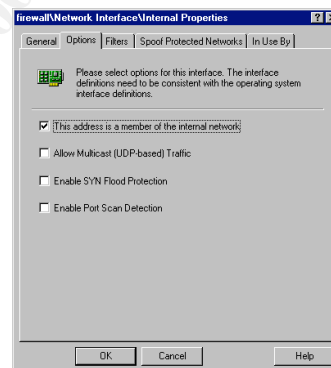 firewall\Network Interface\Internal Properties
General Options Filters Spoof Protected Networks In Use By
Please select options for this interface. The interface
definitions need to be consistent with the operating system
interface definitions.
This address is a member of the internal network
Allow Multicast (UDP-based) Traffic
Enable SYN Flood Protection
Enable Port Scan Detection
OK Cancel Help